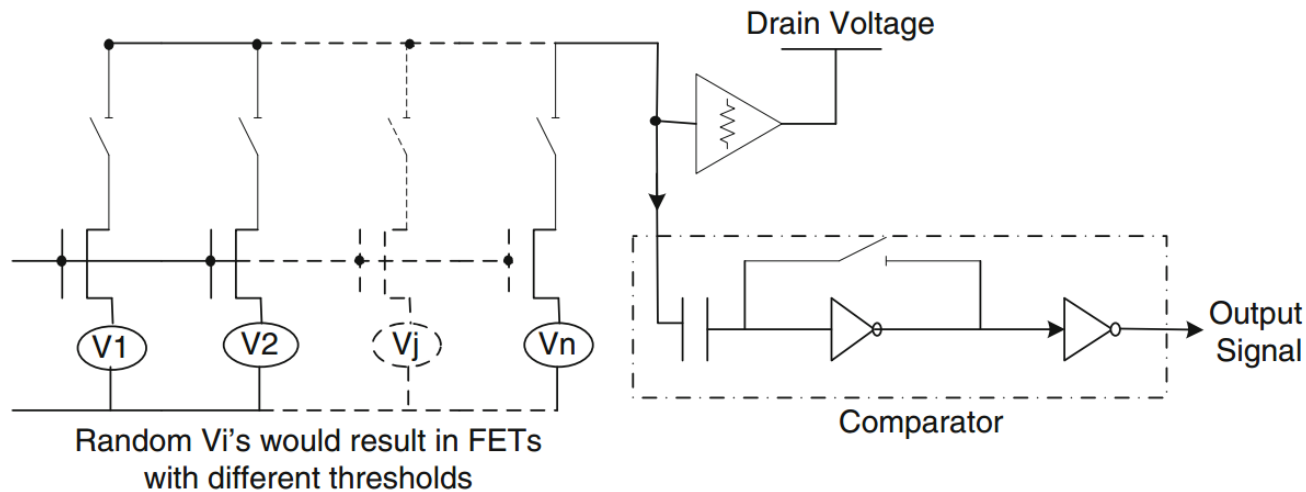 Drain Voltage
V1
V2
Vj
Vn
Output
Signal
Comparator
Random Vi's would result in FETs
with different thresholds